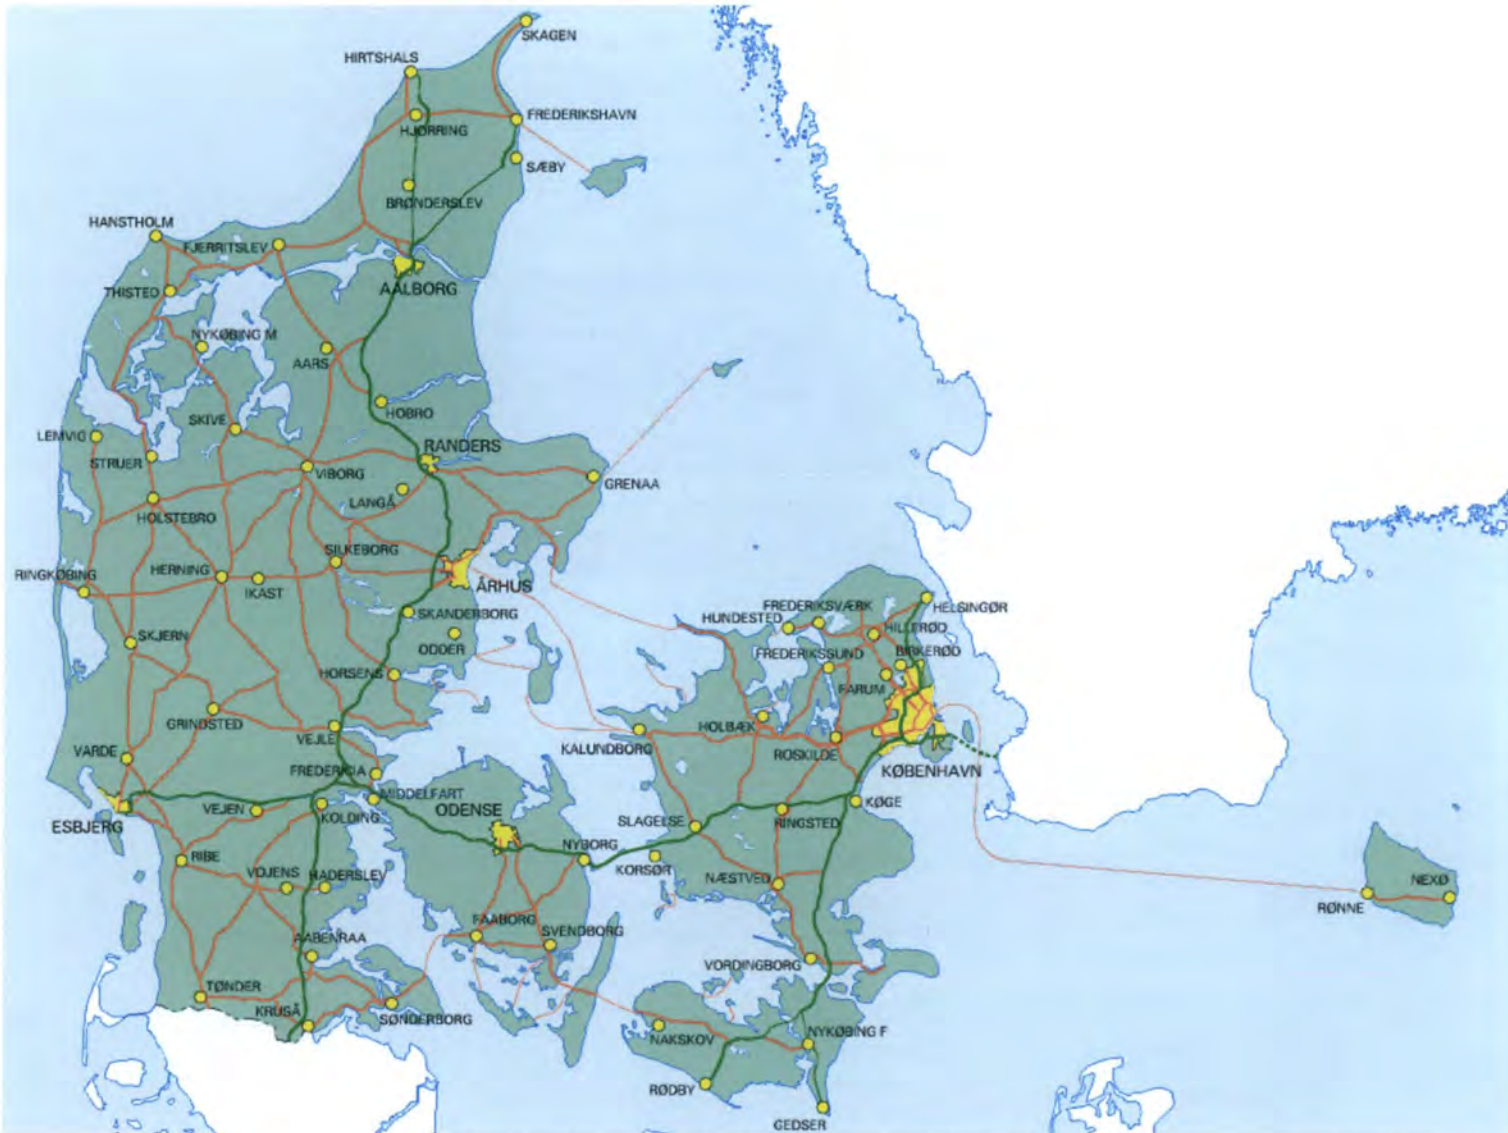 SKAGEN
HIRTSHALS
FREDERIKSHAVN
HJØRRING
SÆBY
BRØNDERSLEV
HANSTHOLM
FJERRITSLEV
AALBORG
THISTED
NYKØBING M
AARS
HOBRO
SKIVE
LEMVIG
RANDERS
STRUER
VIBORG
GRENAA
LANGÅ
HOLSTEBRO
SILKEBORG
HERNING
RINGKØBING
IKAST
ÅRHUS
FREDERIKSVÆRK
HELSINGØR
SKANDERBORG
HUNDESTED
HILLERØD
SKJERN
ODDER
FREDERIKSSUND
BIRKERØD
HORSENS
FARUM
GRINDSTED
HOLBÆK
VEJLE
KALUNDBORG
ROSKILDE
VARDE
FREDERICIA
KØBENHAVN
MIDDELFART
VEJEN
ODENSE
KØGE
ESBJERG
KOLDING
SLAGELSE
RINGSTED
NYBORG
RIBE
KORSØR
VOJENS
HADERSLEV
NÆSTVED
NEXØ
RØNNE
FAABORG
SVENDBORG
AABENRAA
VORDINGBORG
TØNDER
KRUSÅ
SØNDERBORG
NYKØBING F
NAKSKOV
RØDBY
GEDSER